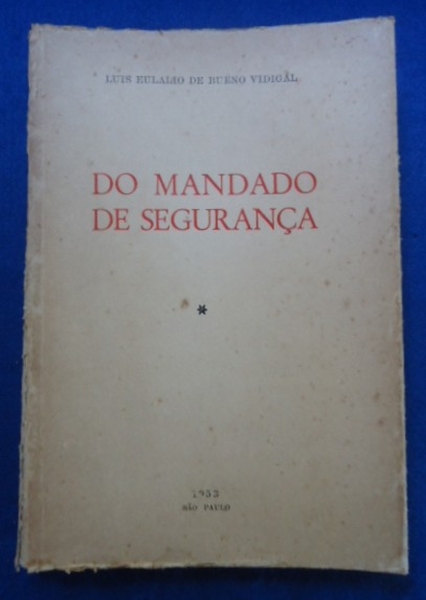 LUIS EULALIO DE BUENO VIDIGAL
DO MANDADO
DE SEGURANÇA
*
1953
SÃO PAULO